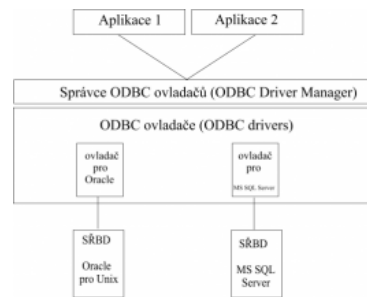 Aplikace 1
Aplikace 2
Správce ODBC ovladačů (ODBC Driver Manager)
ODBC ovladače (ODBC drivers)
ovladač
pro
Oracle
ovladač
pro
MS SQL Server
SŘBD
Oracle
pro Unix
SŘBD
MS SQL
Server